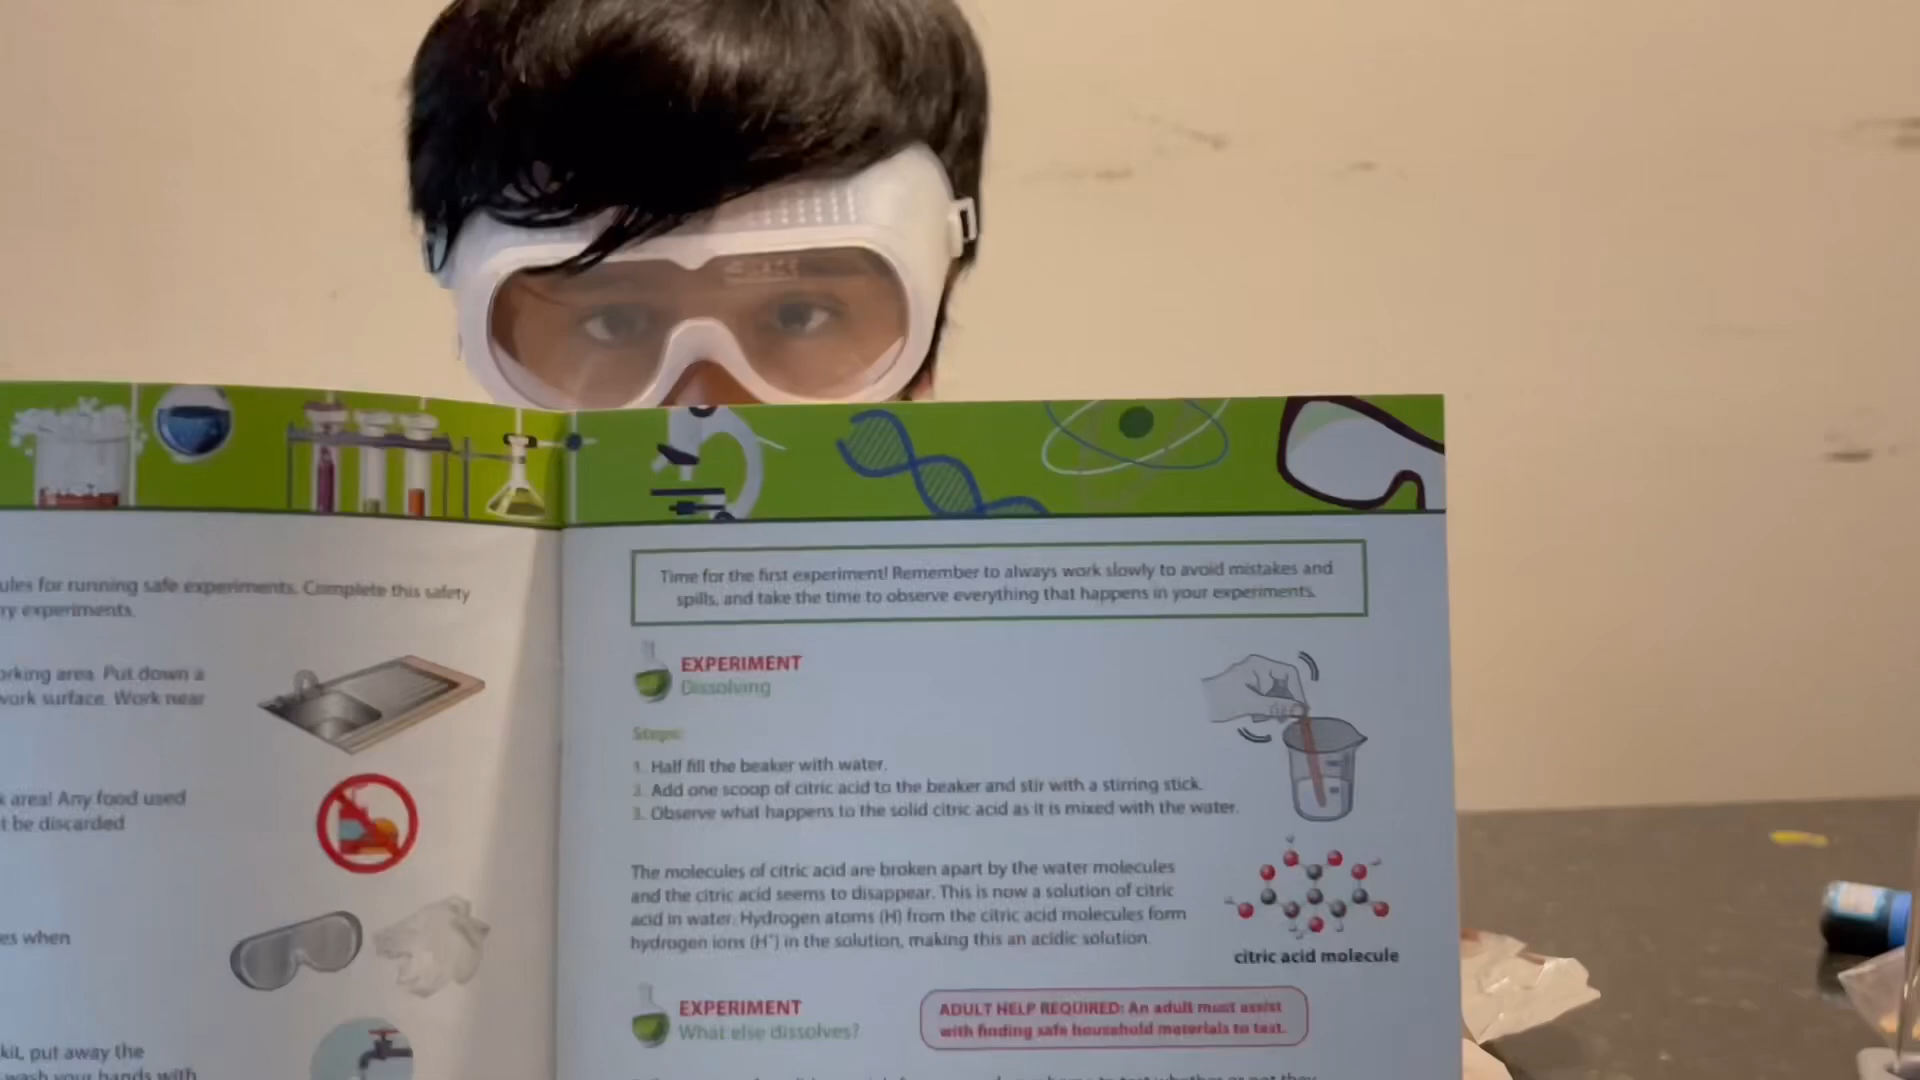 ules for running safe experiments. Complete this safety
ry experiments.
orking area. Put down a
work surface. Work near
k area! Any food used
t be discarded
es when
kit, put away the
wash your hands with
Time for the first experiment! Remember to always work slowly to avoid mistakes and
spills, and take the time to observe everything that happens in your experiments.
EXPERIMENT
Dissolving
Steps:
1. Half fill the beaker with water.
2. Add one scoop of citric acid to the beaker and stir with a stirring stick.
3. Observe what happens to the solid citric acid as it is mixed with the water.
The molecules of citric acid are broken apart by the water molecules
and the citric acid seems to disappear. This is now a solution of citric
acid in water. Hydrogen atoms (H) from the citric acid molecules form
hydrogen ions (H⁺) in the solution, making this an acidic solution.
citric acid molecule
EXPERIMENT
What else dissolves?
ADULT HELP REQUIRED: An adult must assist
with finding safe household materials to test.